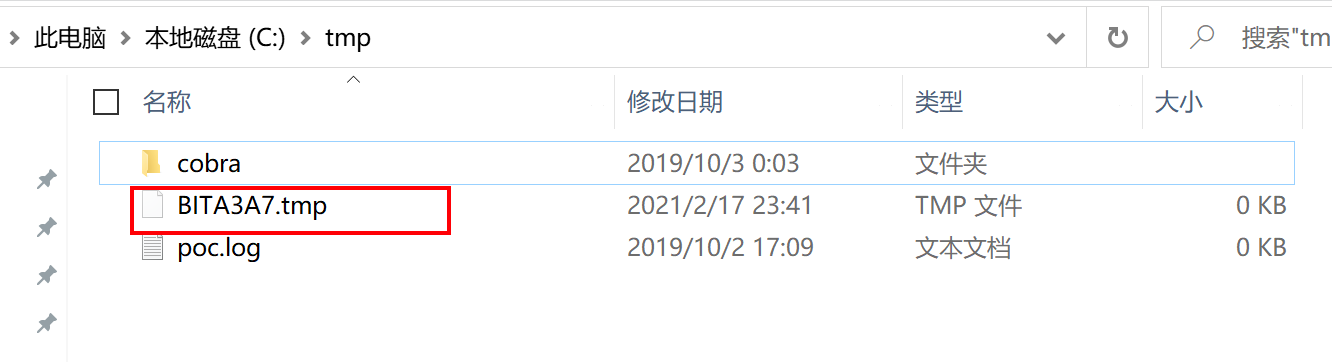 此电脑 本地磁盘 (C:) tmp 搜索"tm
名称 修改日期 类型 大小
cobra 2019/10/3 0:03 文件夹
BITA3A7.tmp 2021/2/17 23:41 TMP 文件 0 KB
poc.log 2019/10/2 17:09 文本文档 0 KB